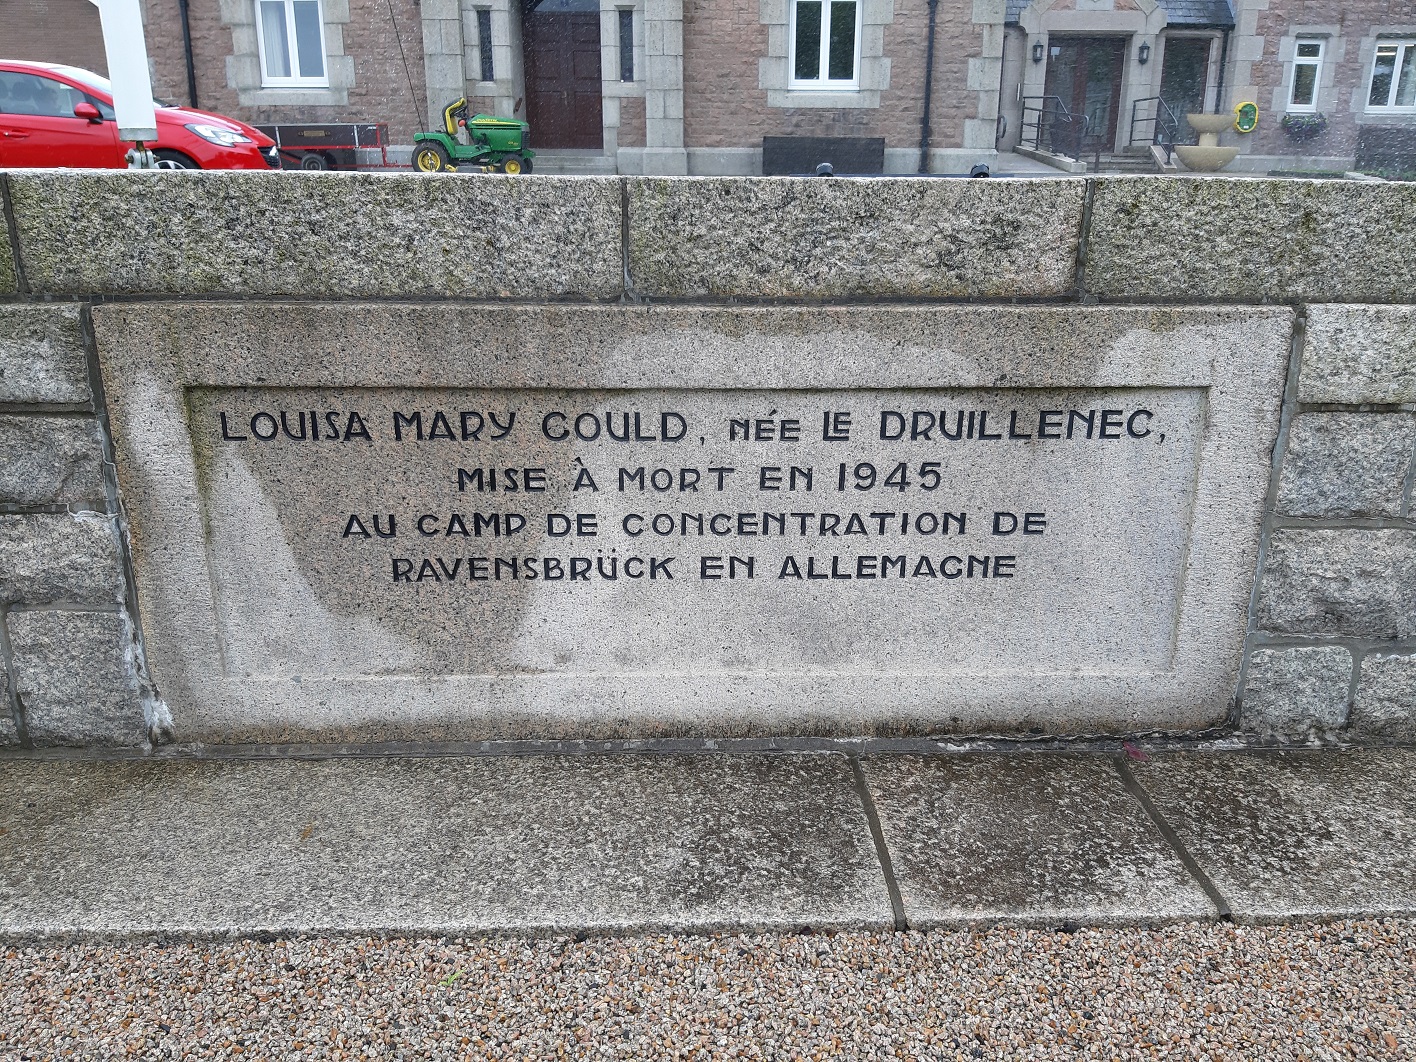 LOUISA MARY GOULD, NÉE LE DRUILLENEC,
MISE À MORT EN 1945
AU CAMP DE CONCENTRATION DE
RAVENSBRÜCK EN ALLEMAGNE